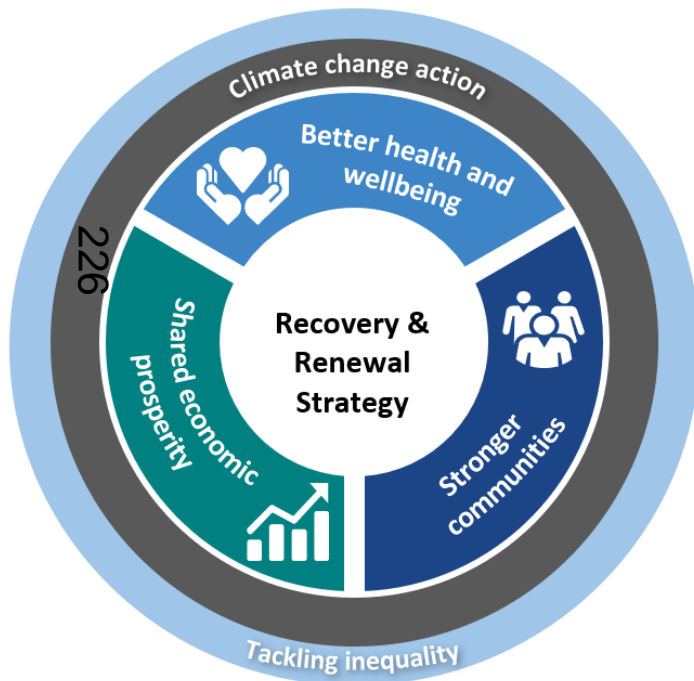 Climate change action
Better health and
wellbeing
226
Shared economic
prosperity
Recovery &
Renewal
Strategy
Stronger
communities
Tackling inequality